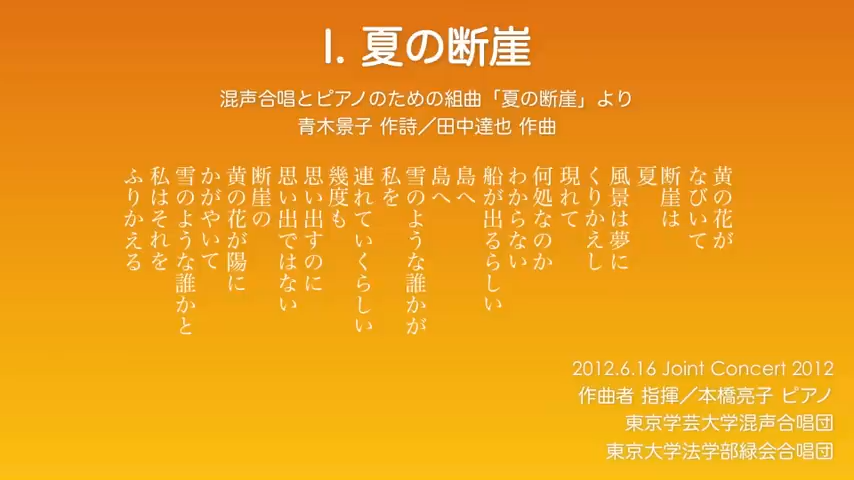 I. 夏の断崖
混声合唱とピアノのための組曲「夏の断崖」より
青木景子 作詩／田中達也 作曲
黄の花が
なびいて
断崖は
夏
風景は夢に
くりかえし
現れて
何処なのか
わからない
船が出るらしい
島へ
島へ
雪のような誰かが
私を
連れていくらしい
幾度も
思い出すのに
思い出ではない
断崖の
黄の花が陽に
かがやいて
雪のような誰かと
私はそれを
ふりかえる
2012.6.16 Joint Concert 2012
作曲者 指揮／本橋亮子 ピアノ
東京学芸大学混声合唱団
東京大学法学部緑会合唱団